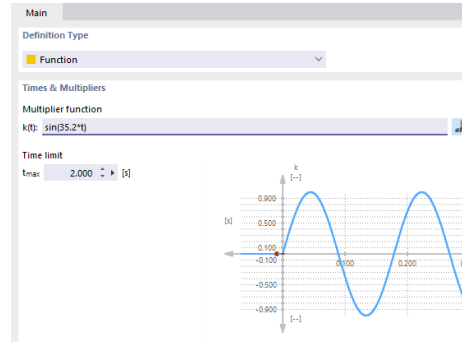 Main
Definition Type
Function
Times & Multipliers
Multiplier function
k(t): sin(35.2*t)
Time limit
tmax 2.000 [s]
k
[--]
0.900
[s]
0.500
0.100
-0.100
0.100
0.200
-0.500
-0.900
[--]